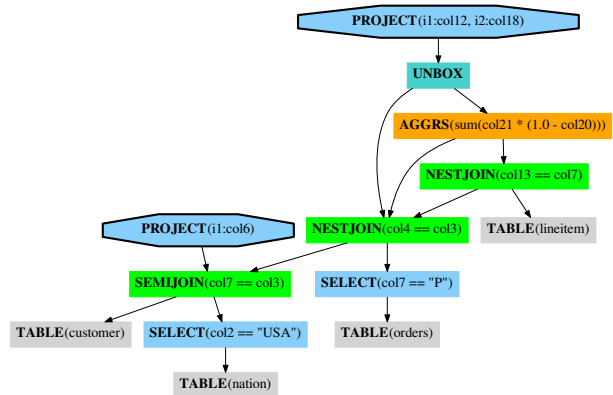 PROJECT(i1:col12, i2:col18)
UNBOX
AGGRS(sum(col21 * (1.0 - col20)))
NESTJOIN(col13 == col7)
PROJECT(i1:col6)
NESTJOIN(col4 == col3)
TABLE(lineitem)
SEMIJOIN(col7 == col3)
SELECT(col7 == "P")
TABLE(customer)
SELECT(col2 == "USA")
TABLE(orders)
TABLE(nation)